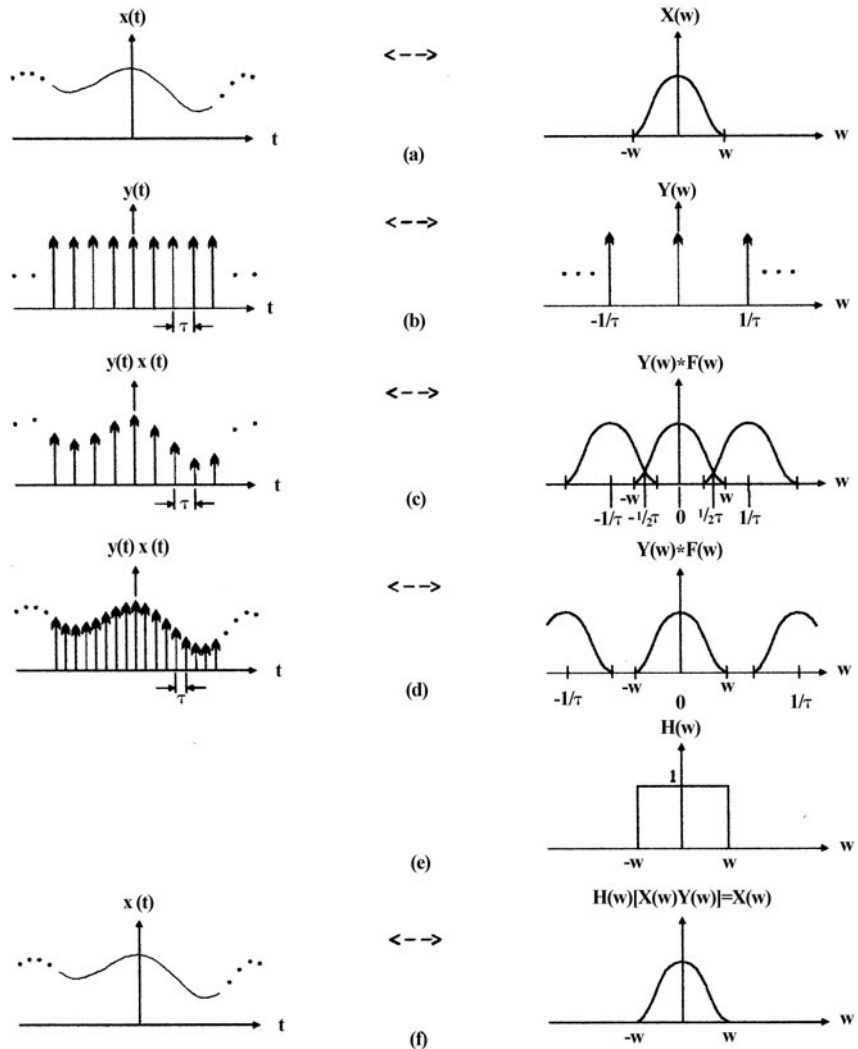 x(t)
X(w)
<-->
t
w
-w
w
(a)
y(t)
Y(w)
<-->
t
w
τ
-1/τ
1/τ
(b)
y(t) x (t)
Y(w)*F(w)
<-->
t
w
τ
-w
w
(c)
-1/τ
-1/2τ
0
1/2τ
1/τ
y(t) x (t)
Y(w)*F(w)
<-->
t
w
τ
-w
w
(d)
-1/τ
0
1/τ
H(w)
1
w
(e)
-w
w
x (t)
H(w)[X(w)Y(w)]=X(w)
<-->
t
w
(f)
-w
w